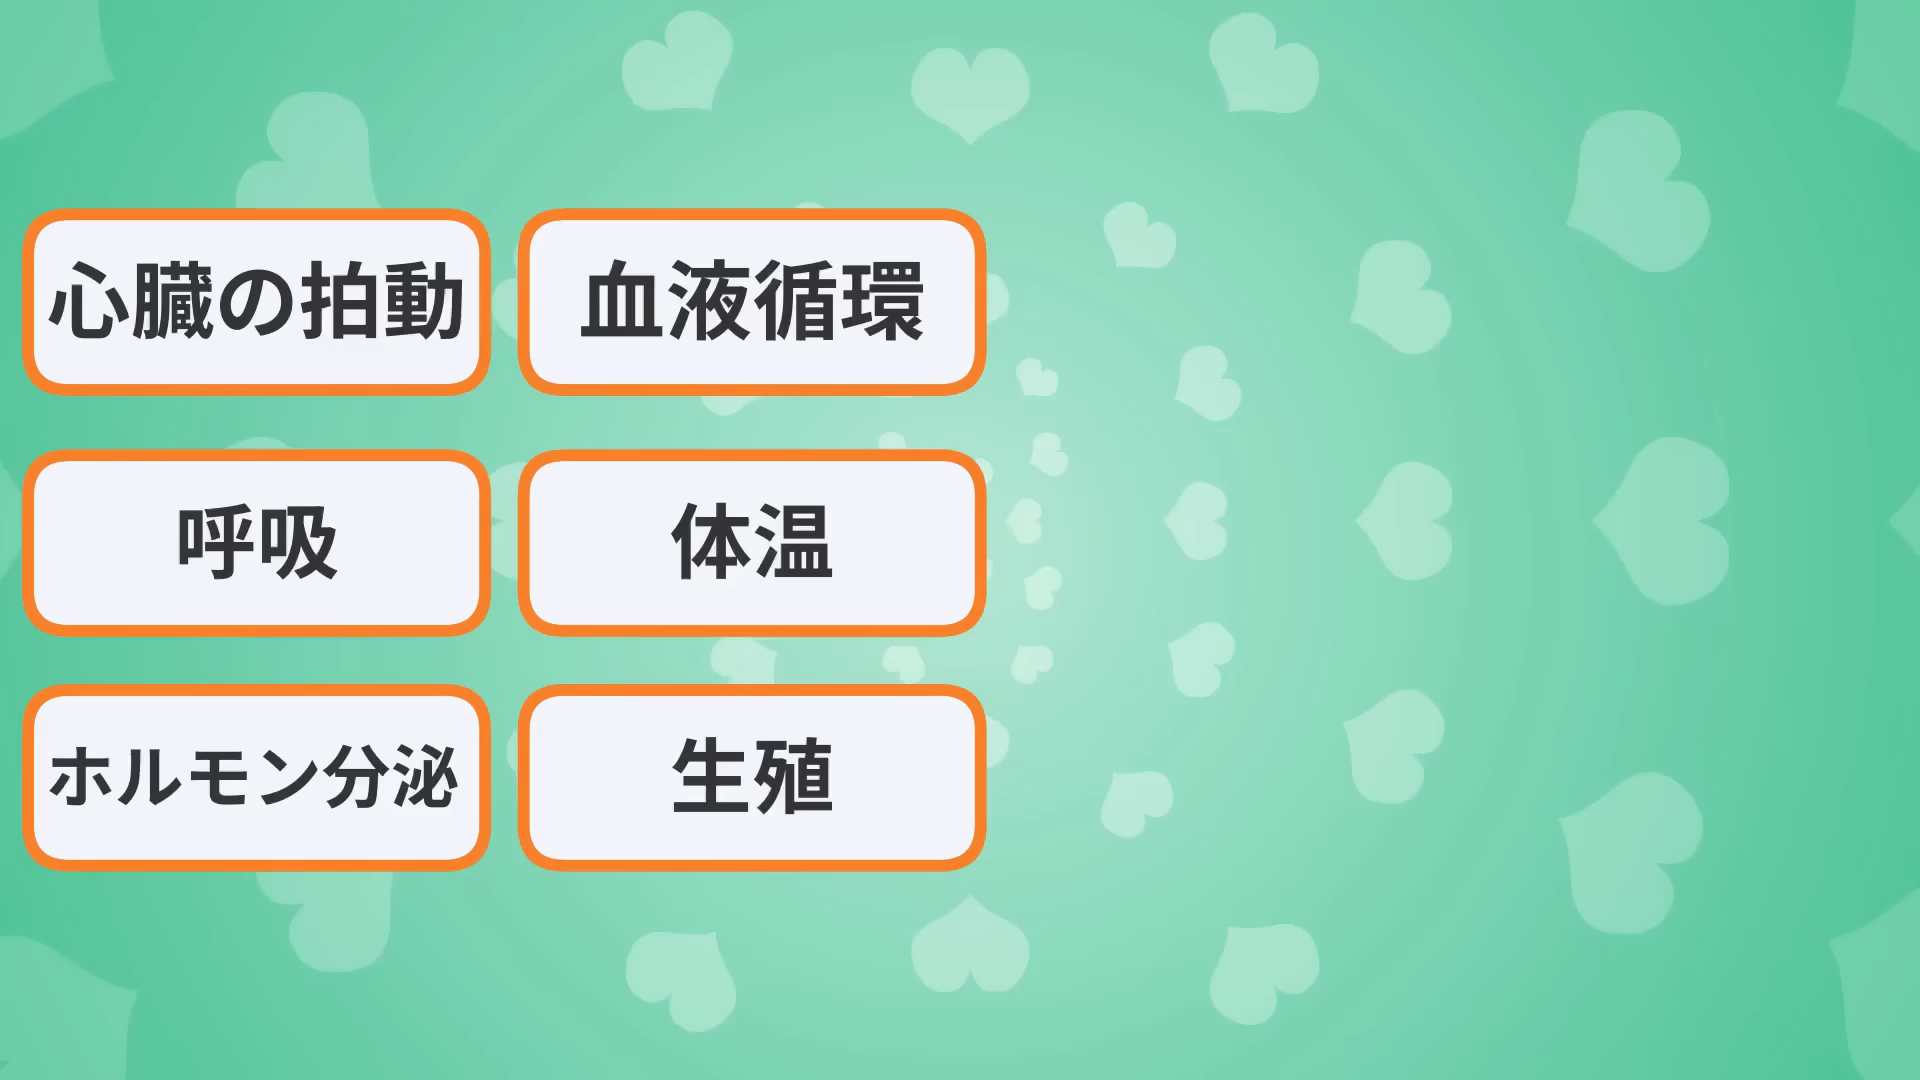 心臓の拍動
血液循環
呼吸
体温
ホルモン分泌
生殖